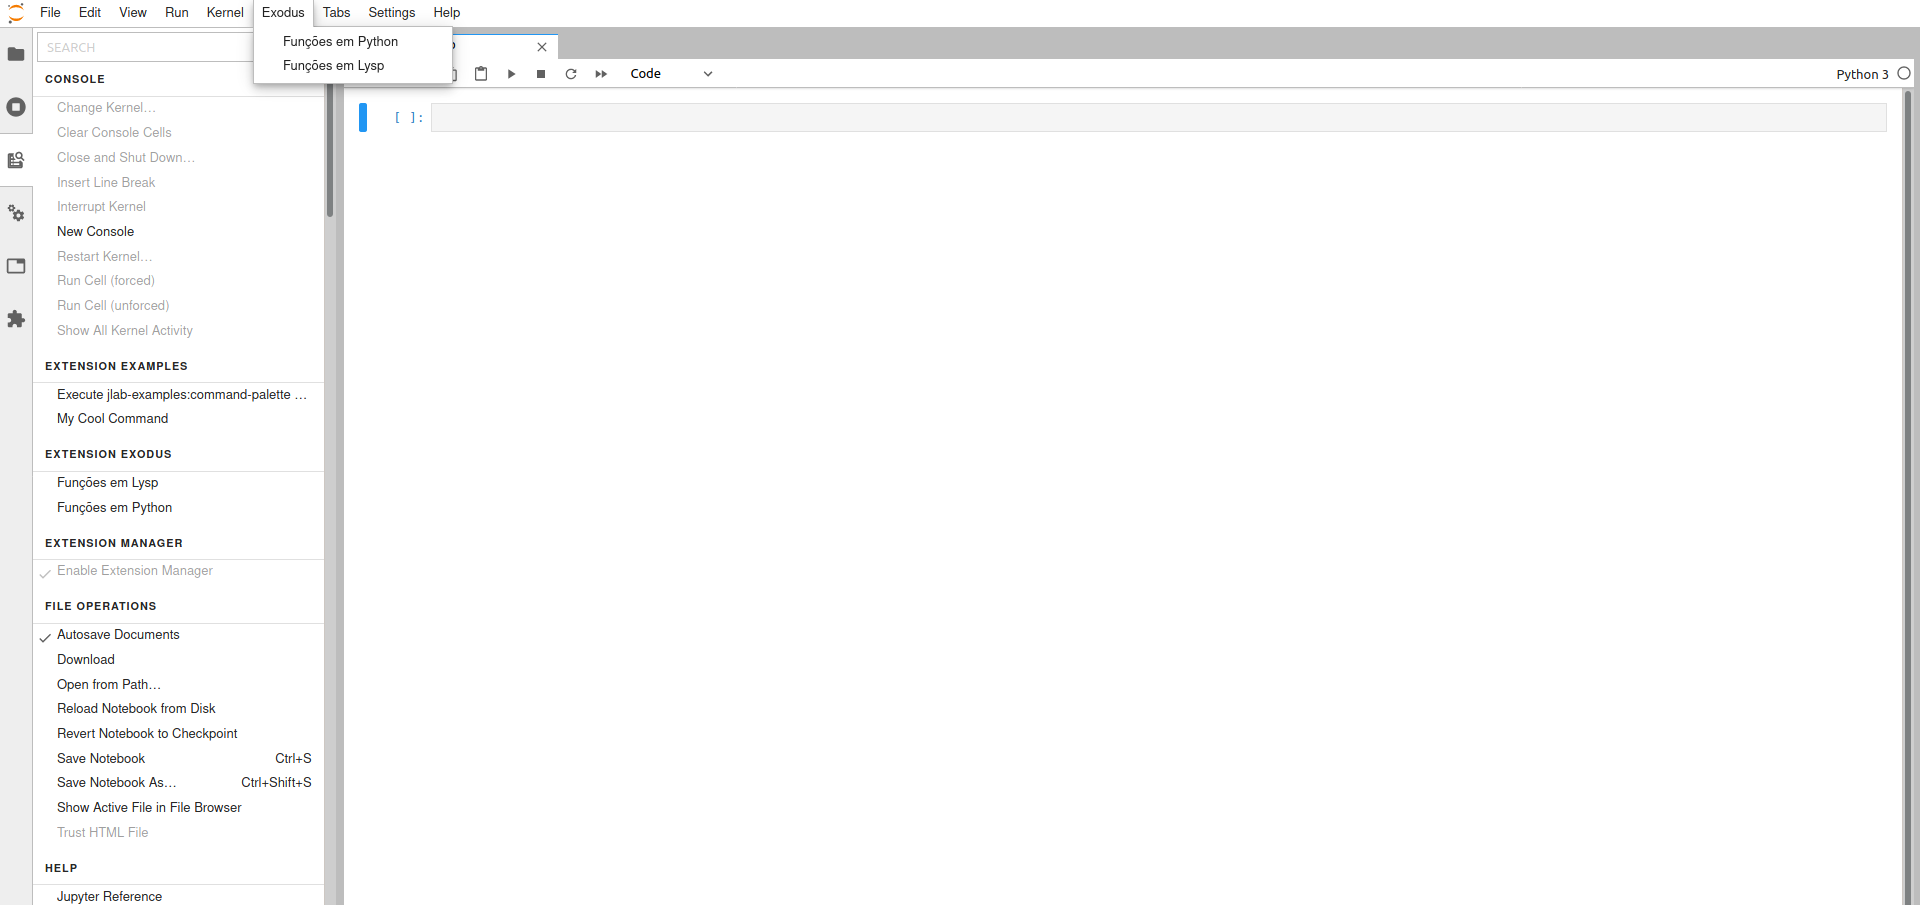 File Edit View Run Kernel Exodus Tabs Settings Help
Funções em Python
Funções em Lysp
SEARCH
Code
Python 3
[ ]:
CONSOLE
Change Kernel…
Clear Console Cells
Close and Shut Down…
Insert Line Break
Interrupt Kernel
New Console
Restart Kernel…
Run Cell (forced)
Run Cell (unforced)
Show All Kernel Activity
EXTENSION EXAMPLES
Execute jlab-examples:command-palette …
My Cool Command
EXTENSION EXODUS
Funções em Lysp
Funções em Python
EXTENSION MANAGER
Enable Extension Manager
FILE OPERATIONS
Autosave Documents
Download
Open from Path…
Reload Notebook from Disk
Revert Notebook to Checkpoint
Save Notebook Ctrl+S
Save Notebook As… Ctrl+Shift+S
Show Active File in File Browser
Trust HTML File
HELP
Jupyter Reference